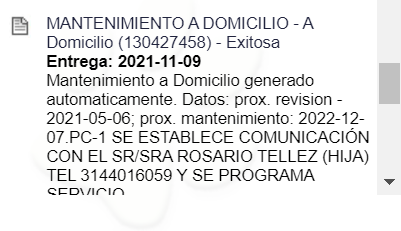 MANTENIMIENTO A DOMICILIO - A
Domicilio (130427458) - Exitosa
Entrega: 2021-11-09
Mantenimiento a Domicilio generado
automaticamente. Datos: prox. revision -
2021-05-06; prox. mantenimiento: 2022-12-
07.PC-1 SE ESTABLECE COMUNICACIÓN
CON EL SR/SRA ROSARIO TELLEZ (HIJA)
TEL 3144016059 Y SE PROGRAMA
SERVICIO